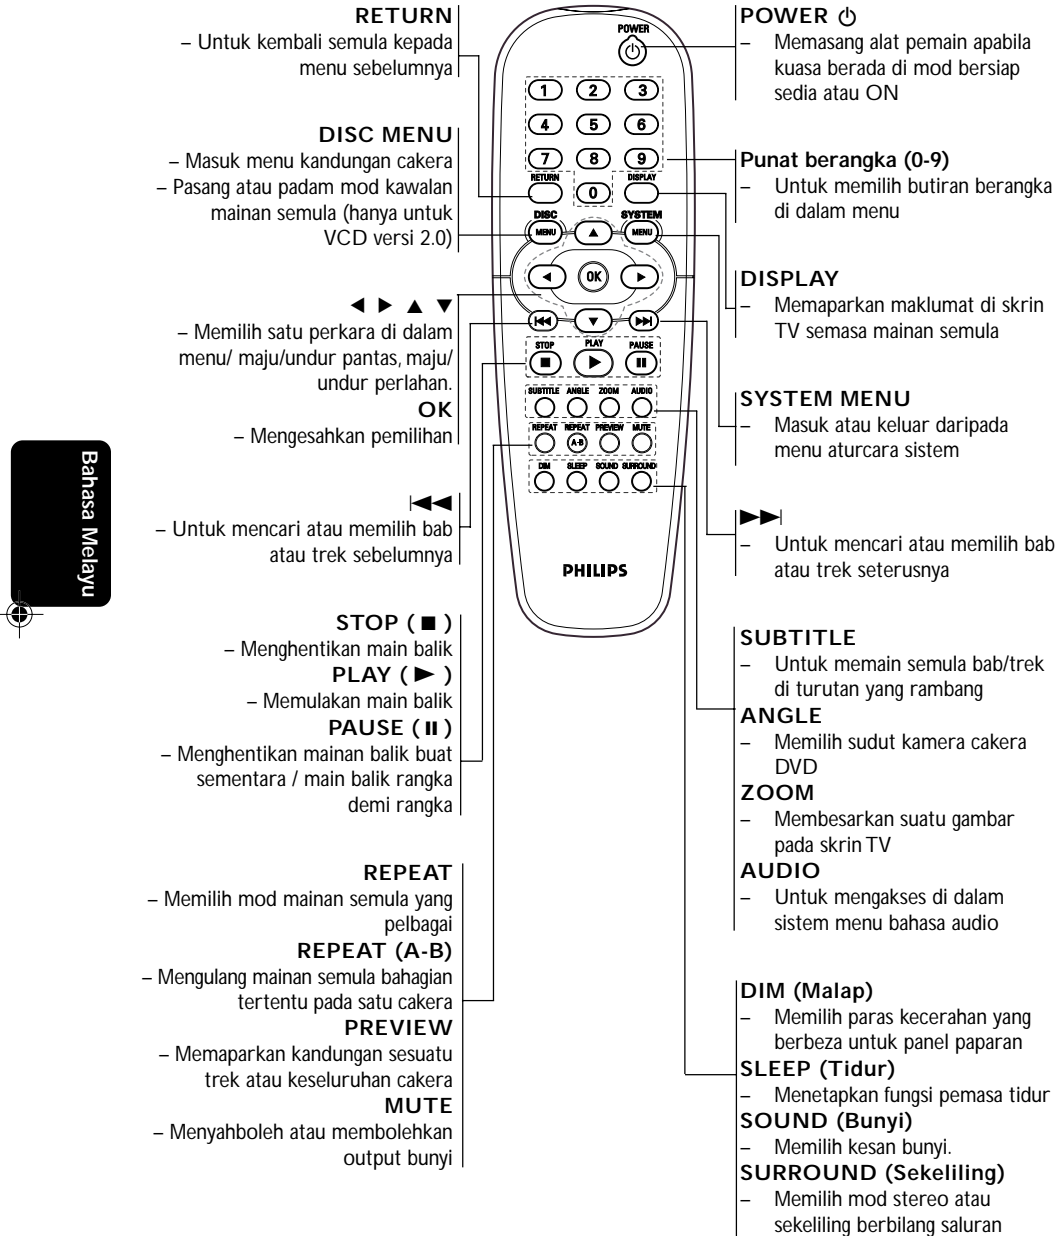 RETURN
– Untuk kembali semula kepada
menu sebelumnya
DISC MENU
– Masuk menu kandungan cakera
– Pasang atau padam mod kawalan
mainan semula (hanya untuk
VCD versi 2.0)
◀ ▶ ▲ ▼
– Memilih satu perkara di dalam
menu/ maju/undur pantas, maju/
undur perlahan.
OK
– Mengesahkan pemilihan
|◀◀
– Untuk mencari atau memilih bab
atau trek sebelumnya
STOP ( ■ )
– Menghentikan main balik
PLAY ( ▶ )
– Memulakan main balik
PAUSE ( II )
– Menghentikan mainan balik buat
sementara / main balik rangka
demi rangka
REPEAT
– Memilih mod mainan semula yang
pelbagai
REPEAT (A-B)
– Mengulang mainan semula bahagian
tertentu pada satu cakera
PREVIEW
– Memaparkan kandungan sesuatu
trek atau keseluruhan cakera
MUTE
– Menyahboleh atau membolehkan
output bunyi
Bahasa Melayu
POWER
1 2 3
4 5 6
7 8 9
RETURN 0 DISPLAY
DISC SYSTEM
MENU ▲ MENU
◀ OK ▶
|◀◀ ▼ ▶▶|
STOP PLAY PAUSE
■ ▶ II
SUBTITLE ANGLE ZOOM AUDIO
REPEAT REPEAT PREVIEW MUTE
A-B
DIM SLEEP SOUND SURROUND
PHILIPS
POWER ⏻
– Memasang alat pemain apabila
kuasa berada di mod bersiap
sedia atau ON
Punat berangka (0-9)
– Untuk memilih butiran berangka
di dalam menu
DISPLAY
– Memaparkan maklumat di skrin
TV semasa mainan semula
SYSTEM MENU
– Masuk atau keluar daripada
menu aturcara sistem
▶▶|
– Untuk mencari atau memilih bab
atau trek seterusnya
SUBTITLE
– Untuk memain semula bab/trek
di turutan yang rambang
ANGLE
– Memilih sudut kamera cakera
DVD
ZOOM
– Membesarkan suatu gambar
pada skrin TV
AUDIO
– Untuk mengakses di dalam
sistem menu bahasa audio
DIM (Malap)
– Memilih paras kecerahan yang
berbeza untuk panel paparan
SLEEP (Tidur)
– Menetapkan fungsi pemasa tidur
SOUND (Bunyi)
– Memilih kesan bunyi.
SURROUND (Sekeliling)
– Memilih mod stereo atau
sekeliling berbilang saluran